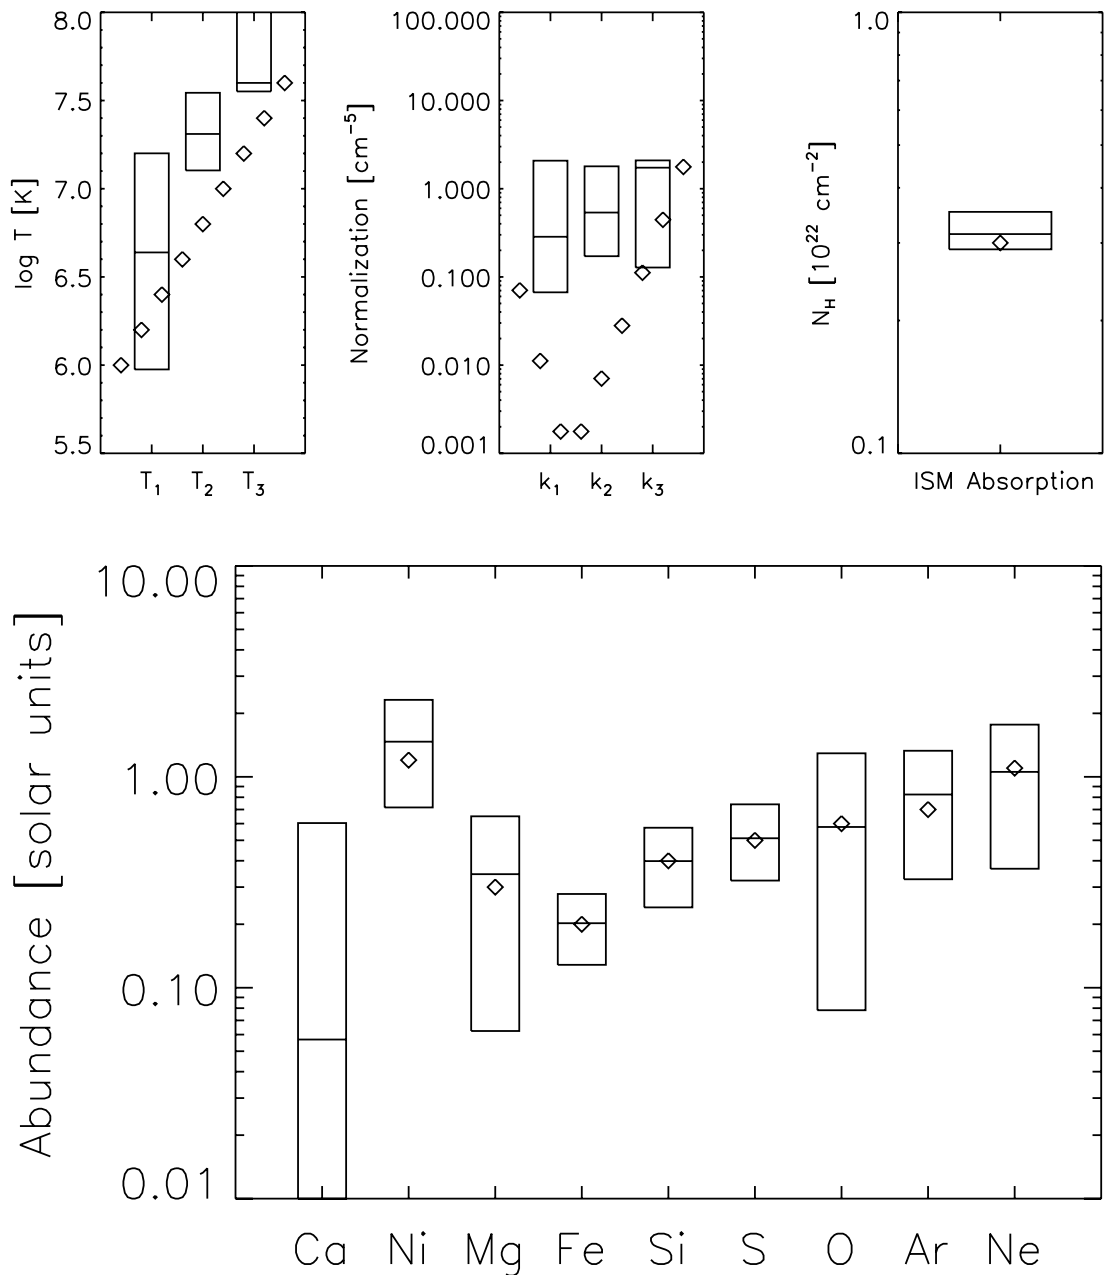 log T [K]
8.0
7.5
7.0
6.5
6.0
5.5
T₁ T₂ T₃
Normalization [cm⁻⁵]
100.000
10.000
1.000
0.100
0.010
0.001
k₁ k₂ k₃
N_H [10²² cm⁻²]
1.0
0.1
ISM Absorption
Abundance [solar units]
10.00
1.00
0.10
0.01
Ca Ni Mg Fe Si S O Ar Ne